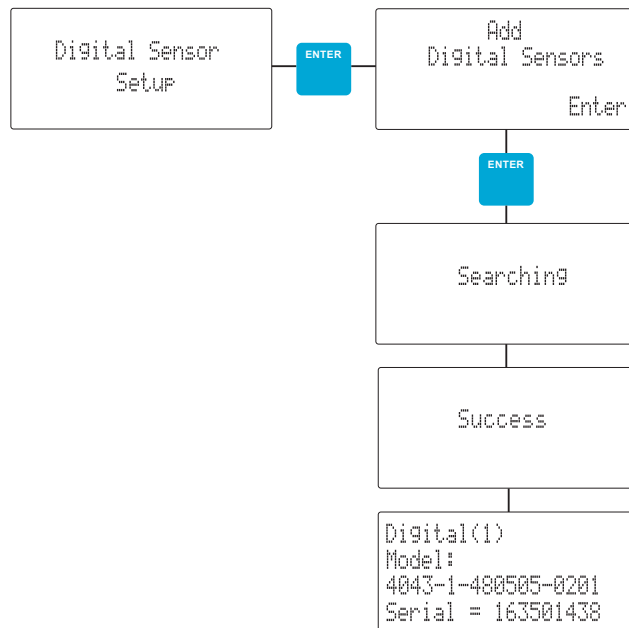 Digital Sensor
Setup
ENTER
Add
Digital Sensors
Enter
ENTER
Searching
Success
Digital(1)
Model:
4043-1-480505-0201
Serial = 163501438